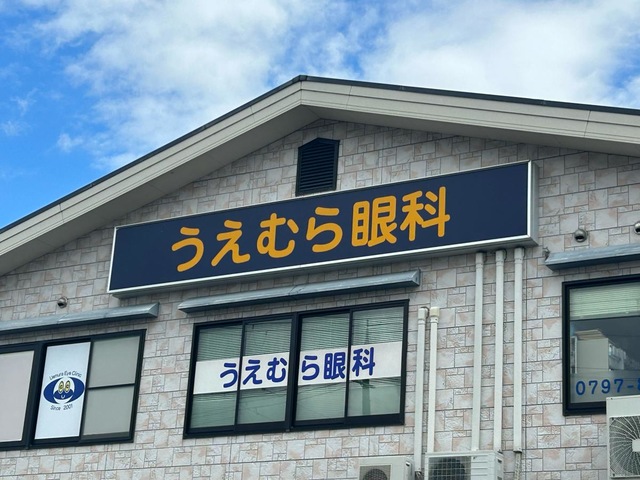 うえむら眼科
うえむら眼科
Uemura Eye Clinic
Since 2001
0797-